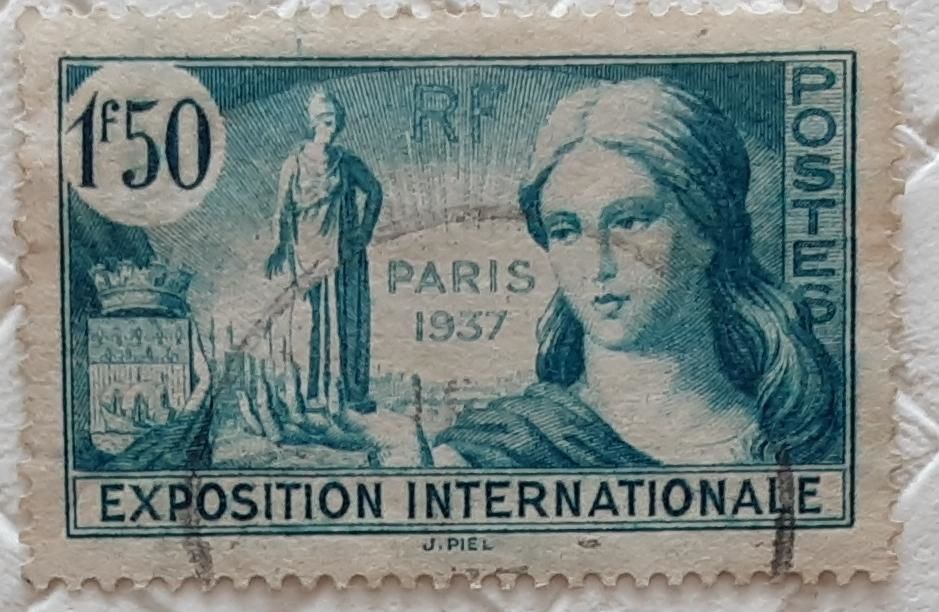 1f50
RF
POSTES
PARIS
1937
EXPOSITION INTERNATIONALE
J. PIEL